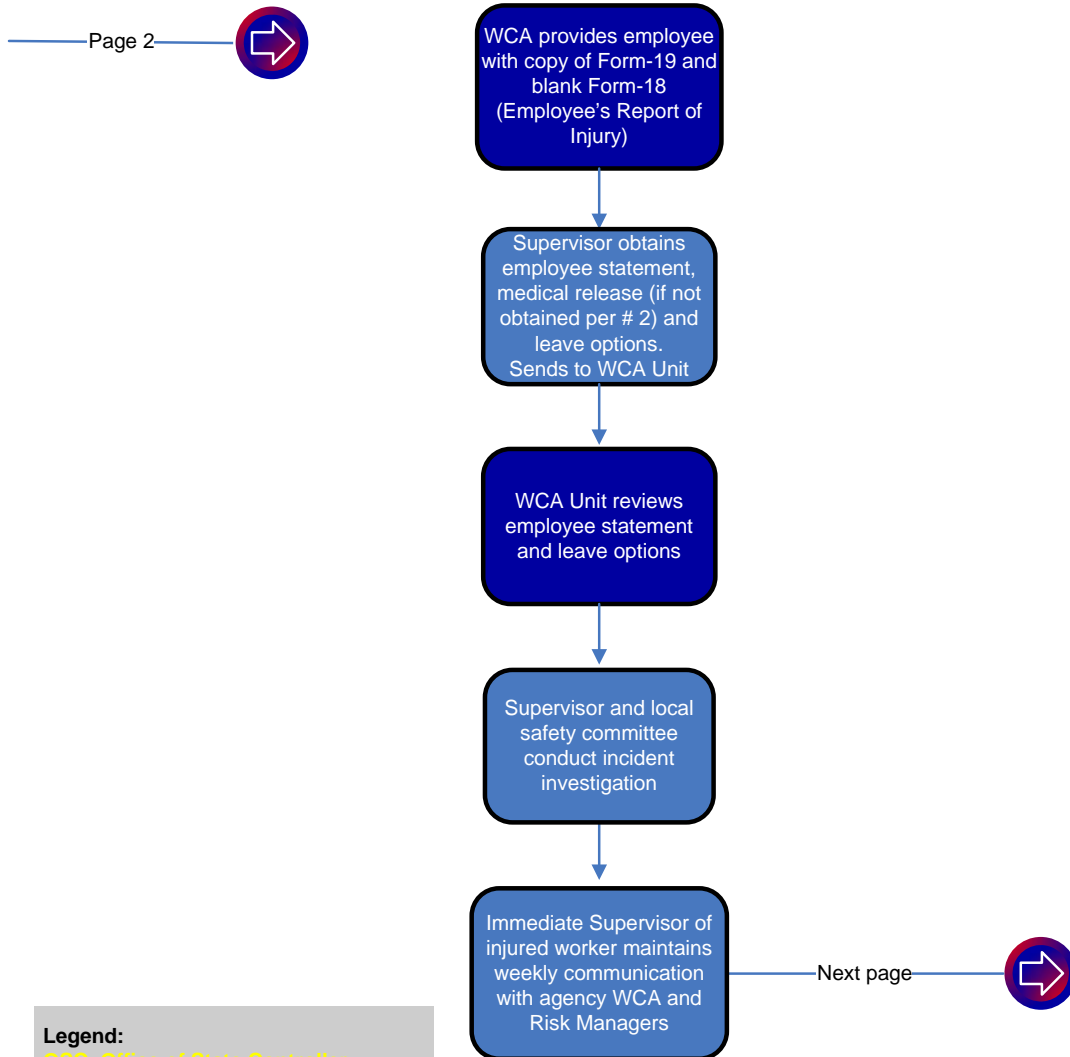 Page 2
WCA provides employee
with copy of Form-19 and
blank Form-18
(Employee's Report of
Injury)
Supervisor obtains
employee statement,
medical release (if not
obtained per # 2) and
leave options.
Sends to WCA Unit
WCA Unit reviews
employee statement
and leave options
Supervisor and local
safety committee
conduct incident
investigation
Immediate Supervisor of
injured worker maintains
weekly communication
with agency WCA and
Risk Managers
Next page
Legend: